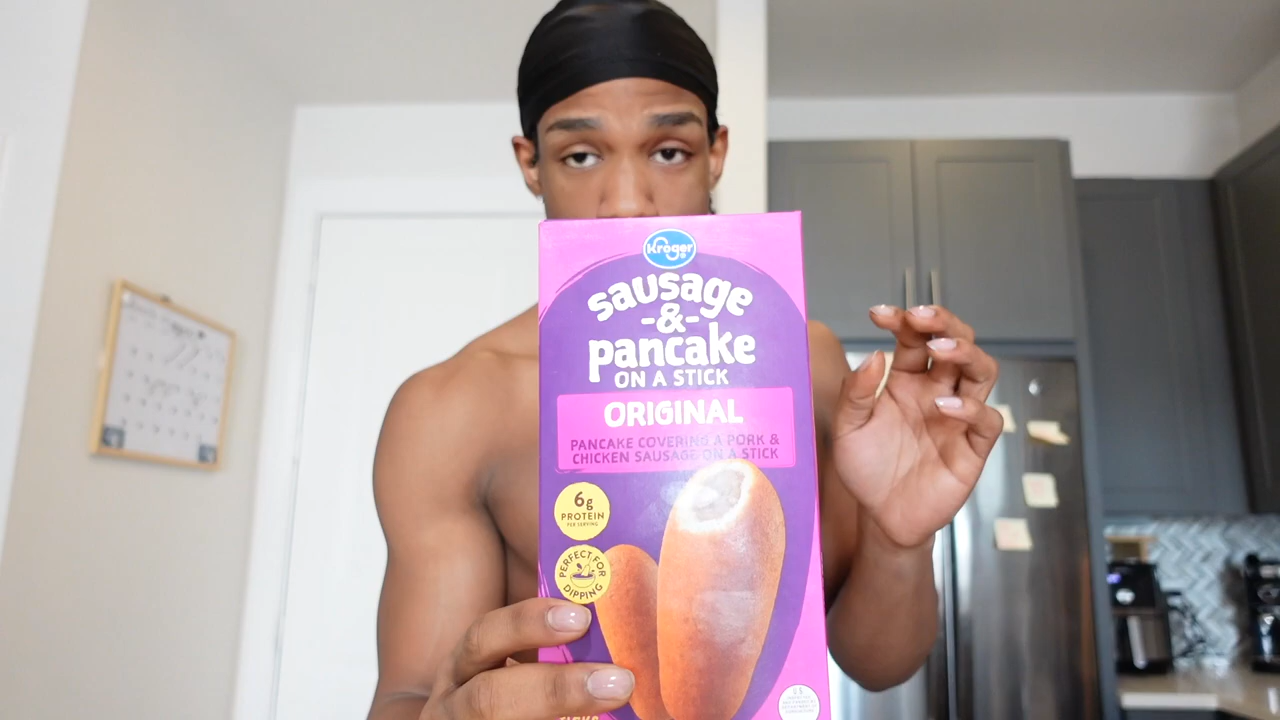 Kroger
sausage
-&-
pancake
ON A STICK
ORIGINAL
PANCAKE COVERING A PORK &
CHICKEN SAUSAGE ON A STICK
6g
PROTEIN
PER SERVING
PERFECT FOR
DIPPING